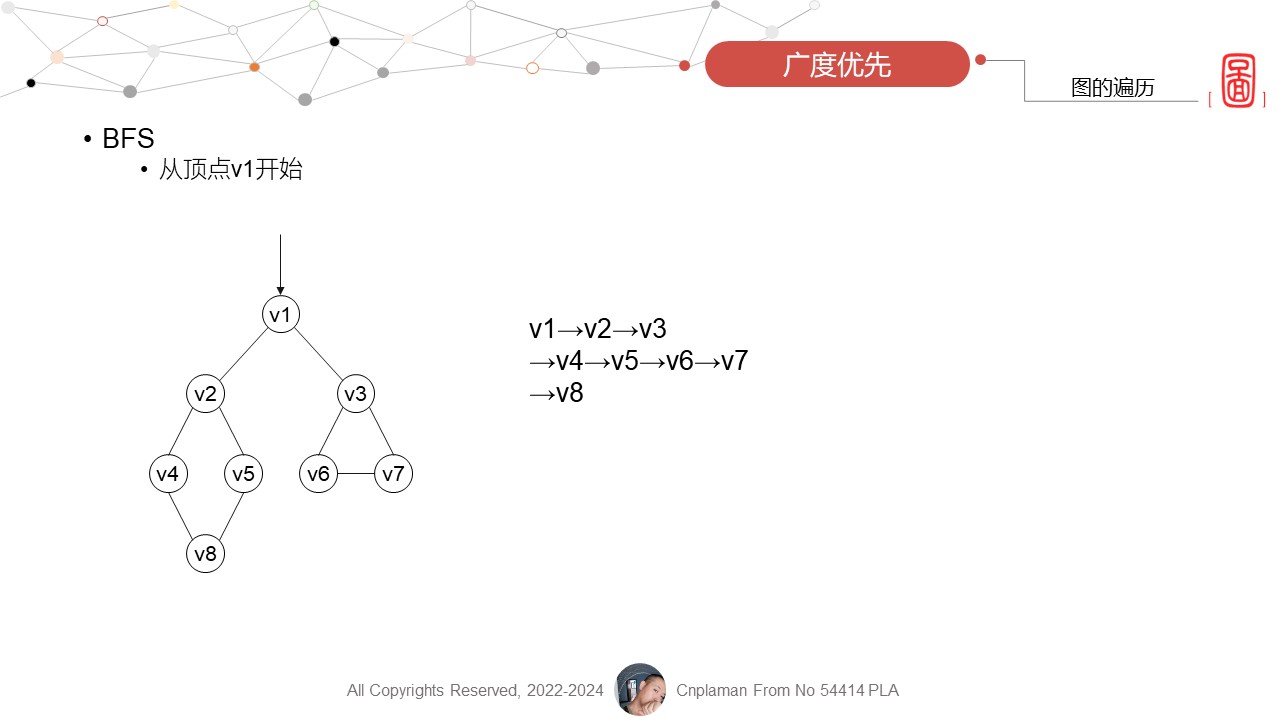 广度优先
图的遍历
[圖]
• BFS
• 从顶点v1开始
v1
v2 v3
v4 v5 v6 v7
v8
v1→v2→v3
→v4→v5→v6→v7
→v8
All Copyrights Reserved, 2022-2024 Cnplaman From No 54414 PLA